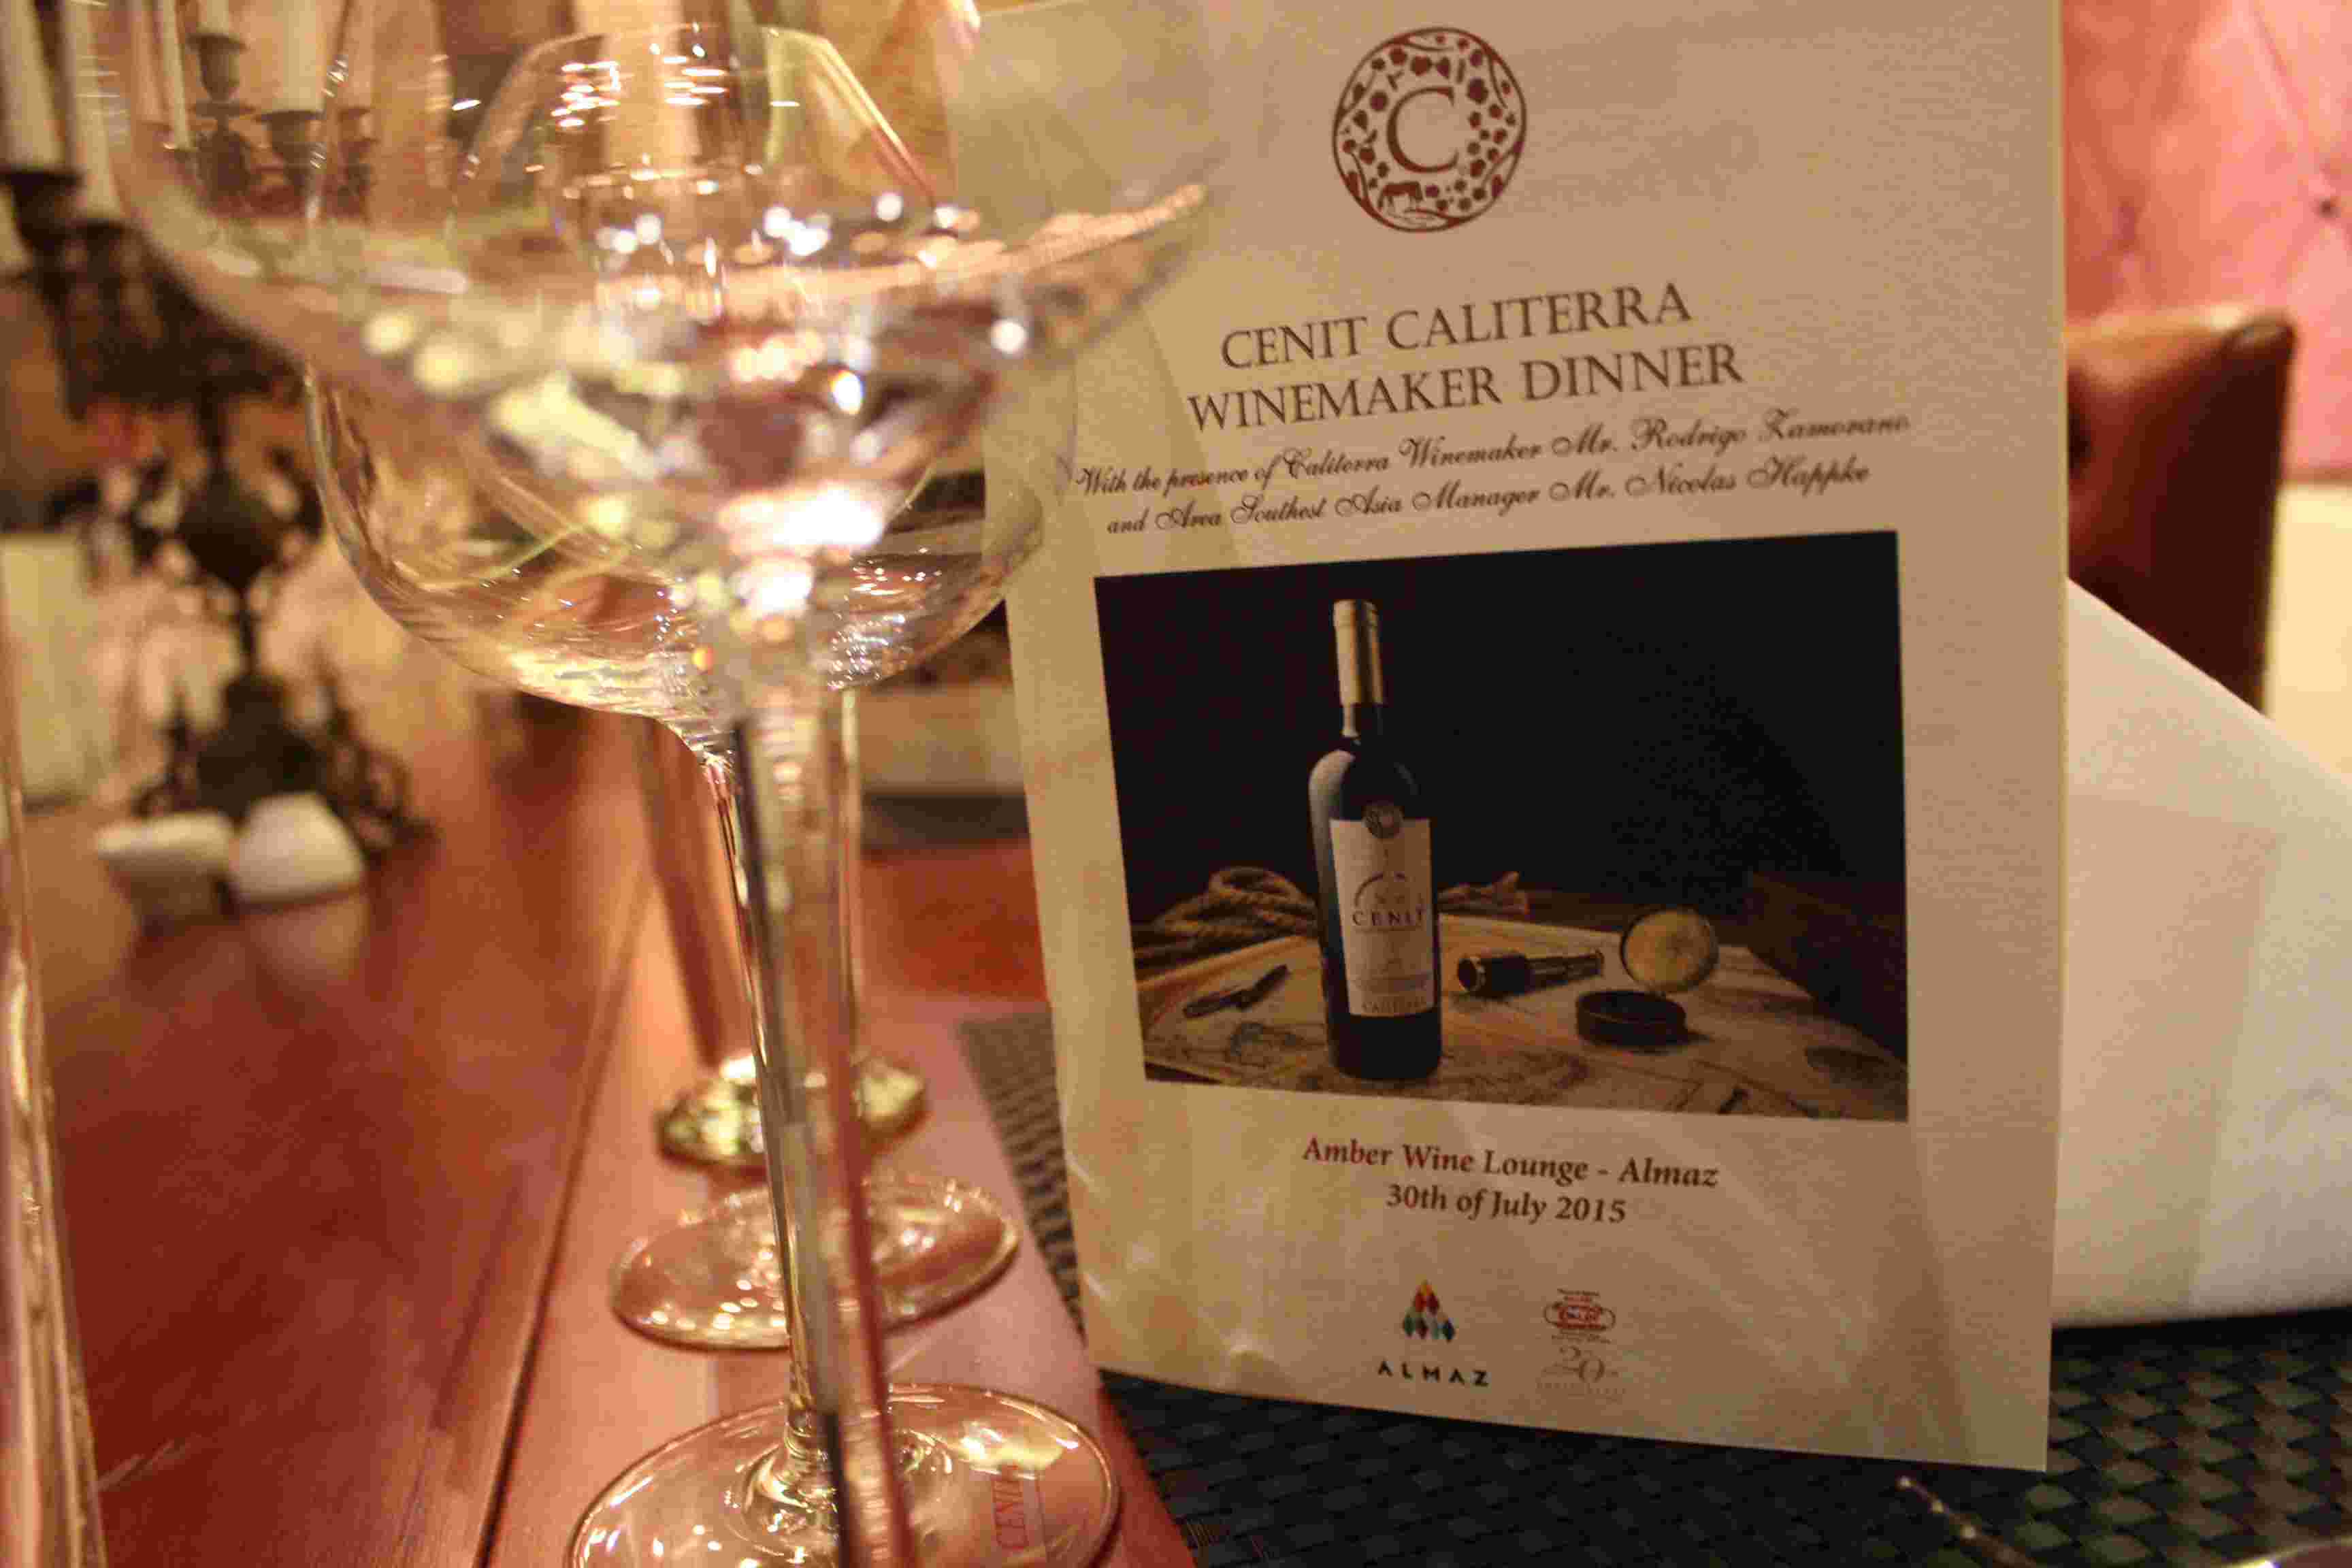 C
CENIT CALITERRA
WINEMAKER DINNER
With the presence of Caliterra Winemaker Mr. Rodrigo Zamorano
and Area Southest Asia Manager Mr. Nicolas Happke
CENIT
CALITERRA
Amber Wine Lounge - Almaz
30th of July 2015
ALMAZ
20
CENIT